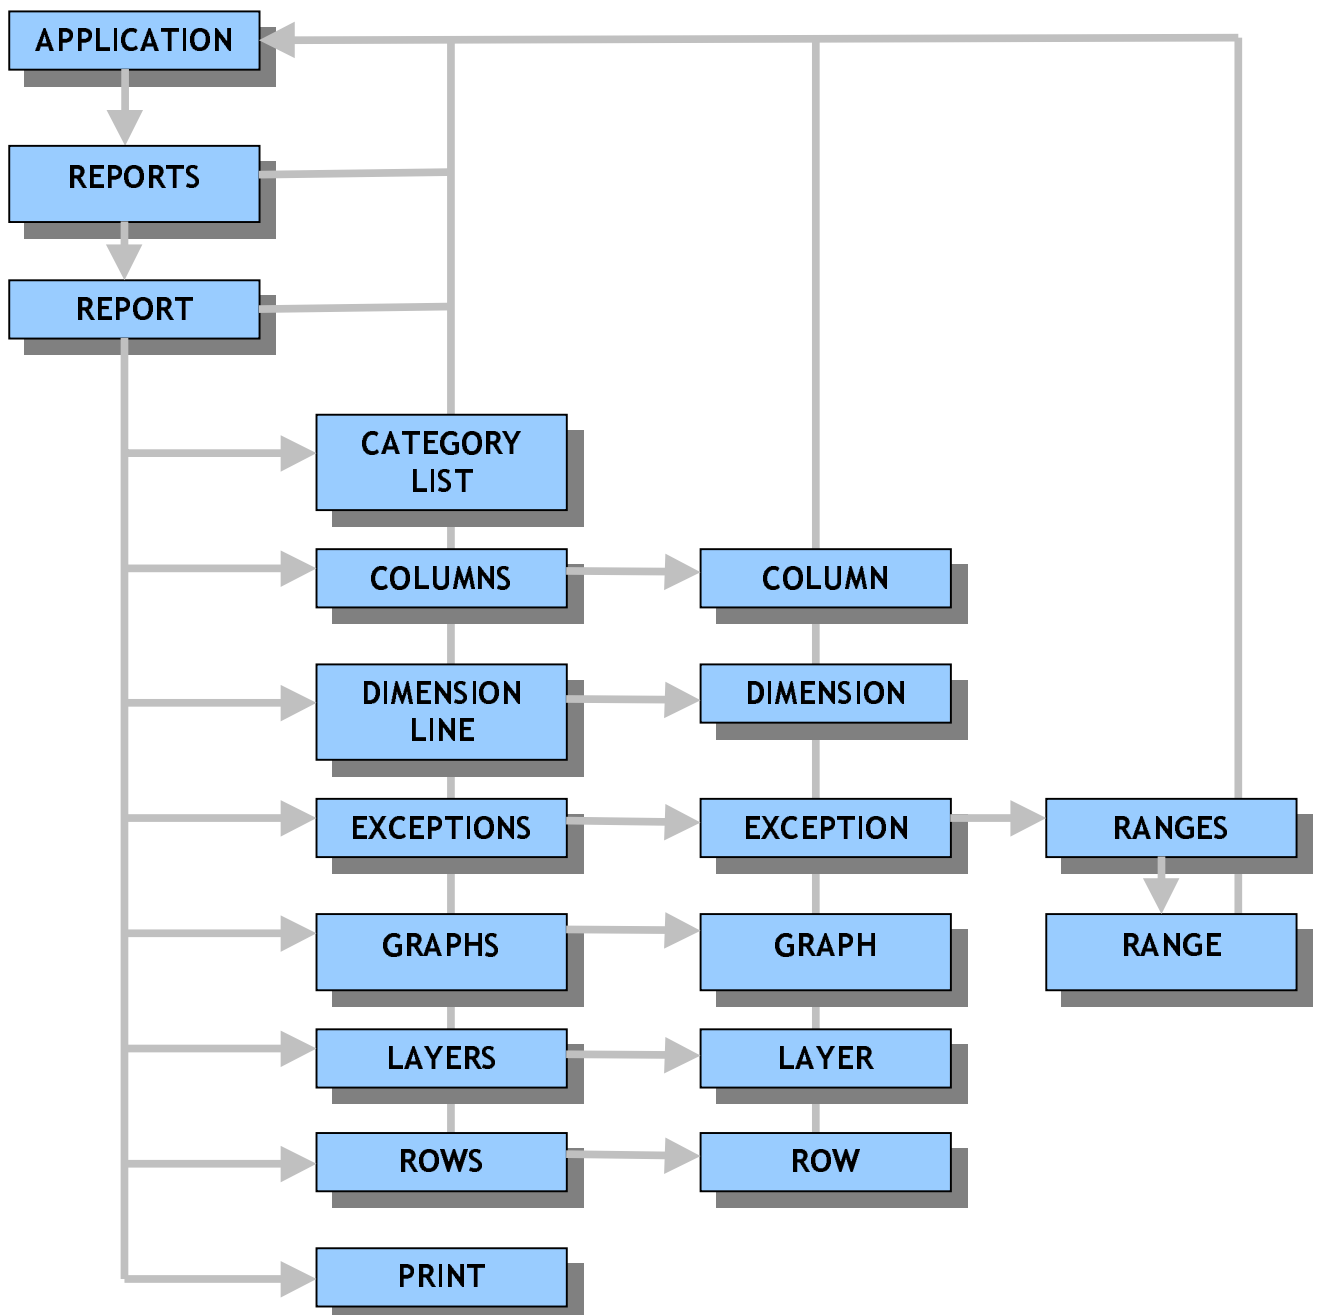 APPLICATION
REPORTS
REPORT
CATEGORY
LIST
COLUMNS
COLUMN
DIMENSION
LINE
DIMENSION
EXCEPTIONS
EXCEPTION
RANGES
GRAPHS
GRAPH
RANGE
LAYERS
LAYER
ROWS
ROW
PRINT